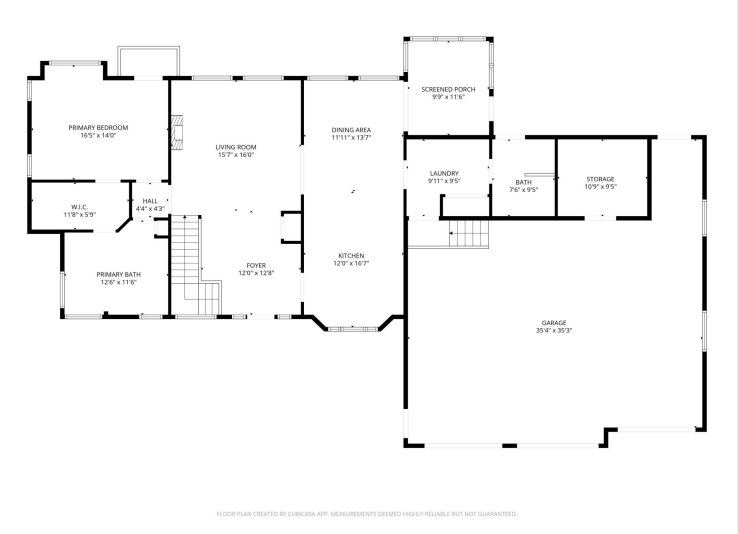 SCREENED PORCH
9'9" x 11'6"
PRIMARY BEDROOM
16'5" x 14'0"
DINING AREA
11'11" x 13'7"
LIVING ROOM
15'7" x 16'0"
LAUNDRY
9'11" x 9'5"
BATH
7'6" x 9'5"
STORAGE
10'9" x 9'5"
W.I.C.
11'8" x 5'9"
HALL
4'4" x 4'3"
KITCHEN
12'0" x 16'7"
FOYER
12'0" x 12'8"
PRIMARY BATH
12'6" x 11'6"
GARAGE
35'4" x 35'3"
FLOOR PLAN CREATED BY CUBICASA APP. MEASUREMENTS DEEMED HIGHLY RELIABLE BUT NOT GUARANTEED.